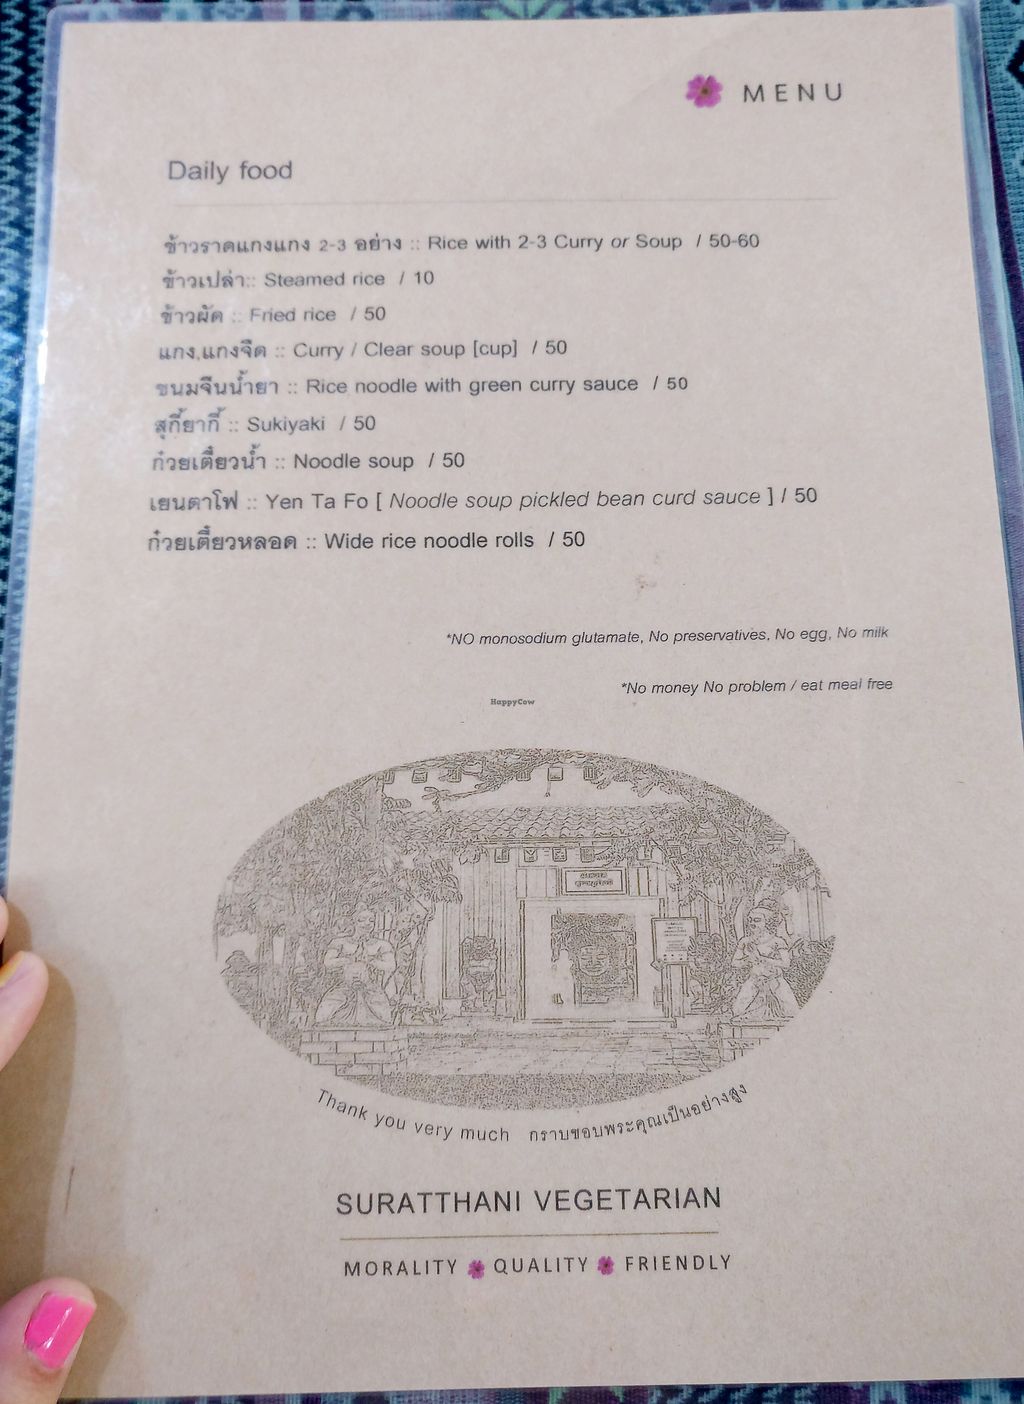 MENU
Daily food
ข้าวราดแกงแกง 2-3 อย่าง :: Rice with 2-3 Curry or Soup / 50-60
ข้าวเปล่า:: Steamed rice / 10
ข้าวผัด :: Fried rice / 50
แกง,แกงจืด :: Curry / Clear soup [cup] / 50
ขนมจีนน้ำยา :: Rice noodle with green curry sauce / 50
สุกี้ยากี้ :: Sukiyaki / 50
ก๋วยเตี๋ยวน้ำ :: Noodle soup / 50
เยนตาโฟ :: Yen Ta Fo [ Noodle soup pickled bean curd sauce ] / 50
ก๋วยเตี๋ยวหลอด :: Wide rice noodle rolls / 50
*NO monosodium glutamate, No preservatives, No egg, No milk
*No money No problem / eat meal free
HappyCow
Thank you very much กราบขอบพระคุณเป็นอย่างสูง
SURATTHANI VEGETARIAN
MORALITY QUALITY FRIENDLY